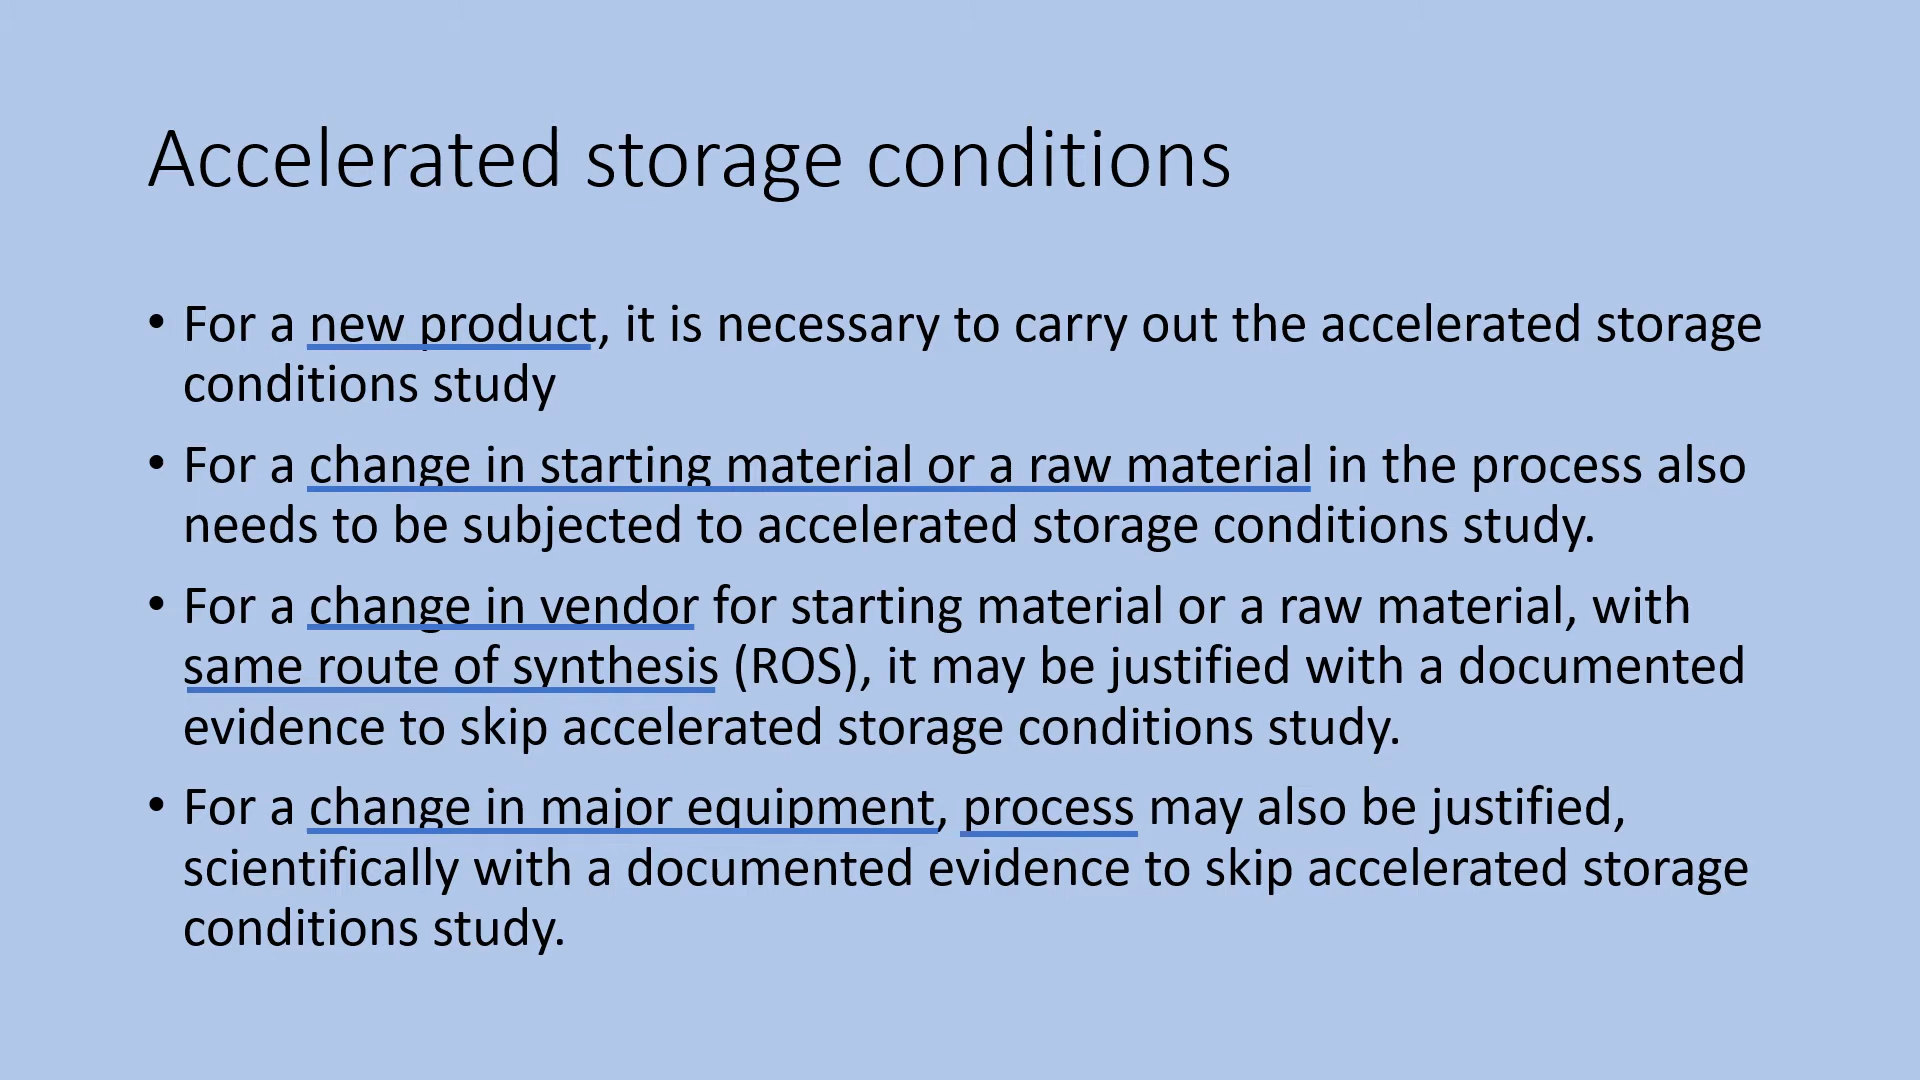 Accelerated storage conditions
• For a new product, it is necessary to carry out the accelerated storage
conditions study
• For a change in starting material or a raw material in the process also
needs to be subjected to accelerated storage conditions study.
• For a change in vendor for starting material or a raw material, with
same route of synthesis (ROS), it may be justified with a documented
evidence to skip accelerated storage conditions study.
• For a change in major equipment, process may also be justified,
scientifically with a documented evidence to skip accelerated storage
conditions study.